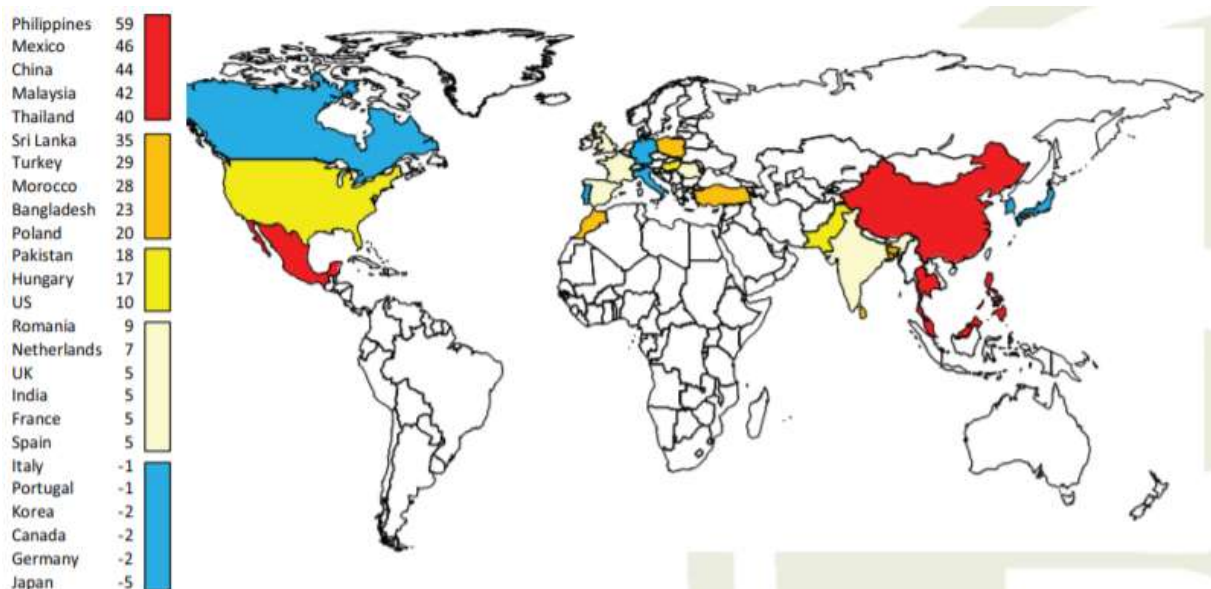 Philippines 59
Mexico 46
China 44
Malaysia 42
Thailand 40
Sri Lanka 35
Turkey 29
Morocco 28
Bangladesh 23
Poland 20
Pakistan 18
Hungary 17
US 10
Romania 9
Netherlands 7
UK 5
India 5
France 5
Spain 5
Italy -1
Portugal -1
Korea -2
Canada -2
Germany -2
Japan -5